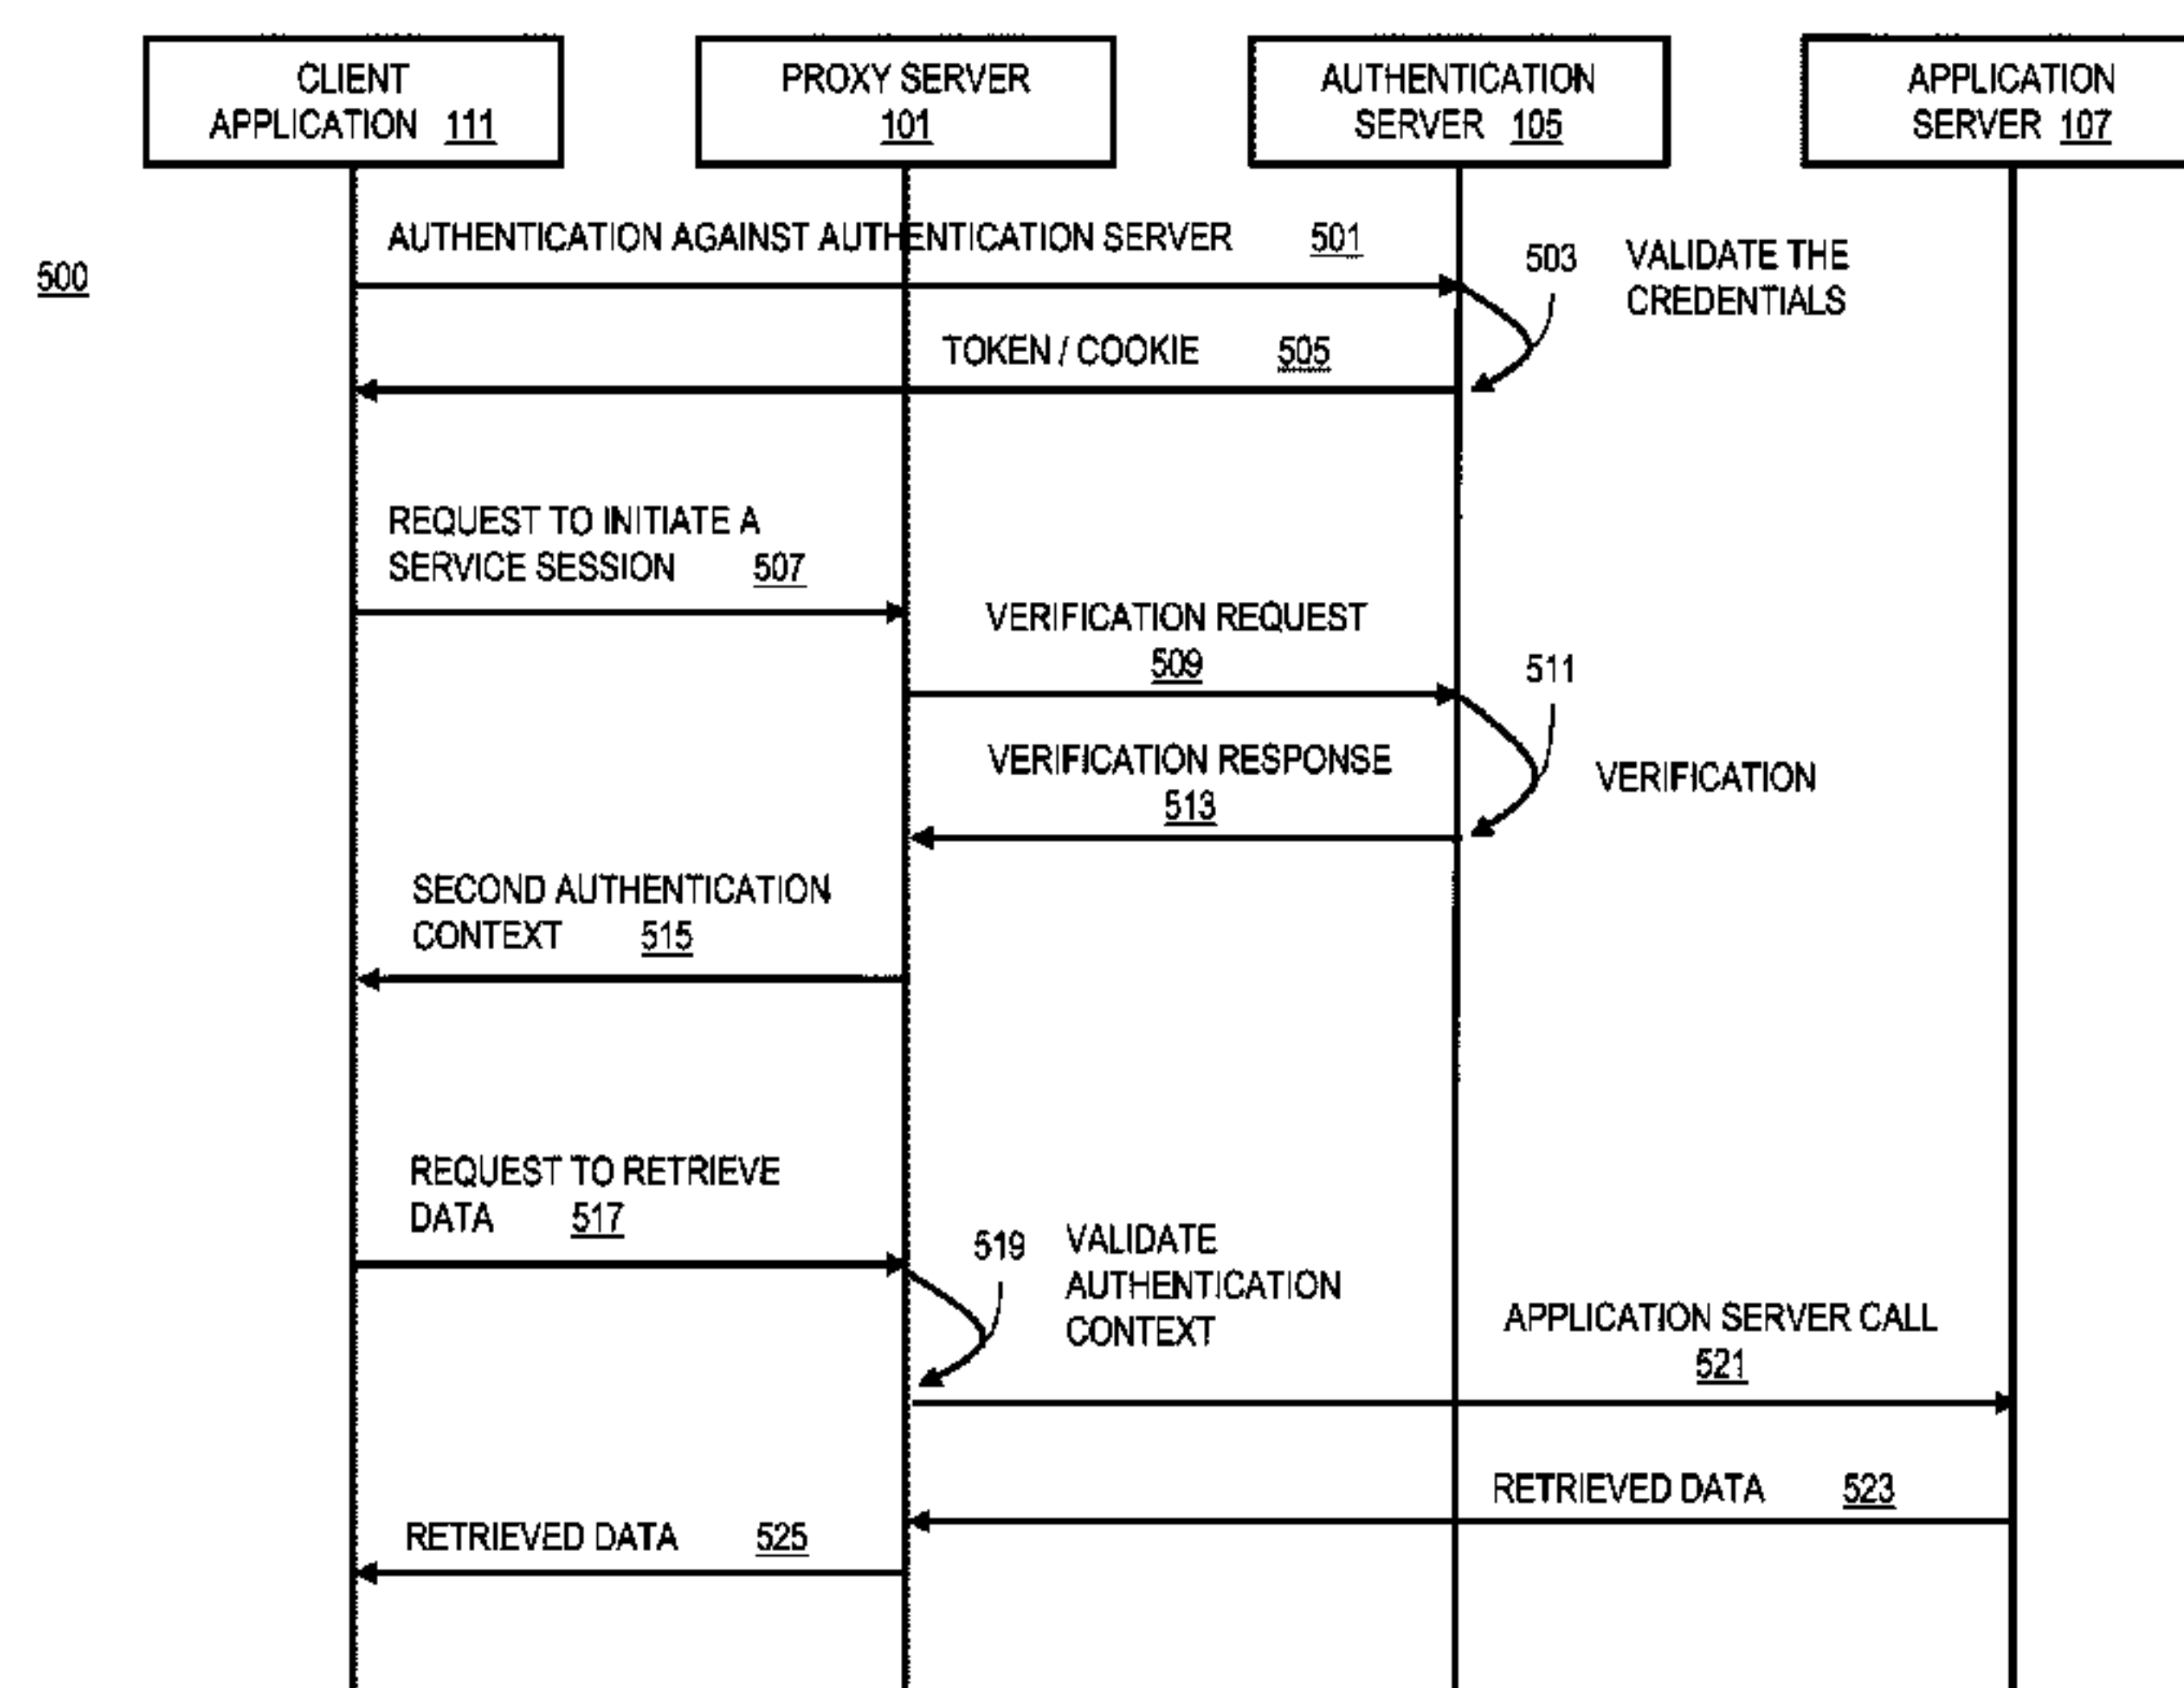 CLIENT
APPLICATION 111
PROXY SERVER
101
AUTHENTICATION
SERVER 105
APPLICATION
SERVER 107
500
AUTHENTICATION AGAINST AUTHENTICATION SERVER 501
503
VALIDATE THE
CREDENTIALS
TOKEN / COOKIE 505
REQUEST TO INITIATE A
SERVICE SESSION 507
VERIFICATION REQUEST
509
511
VERIFICATION RESPONSE
513
VERIFICATION
SECOND AUTHENTICATION
CONTEXT 515
REQUEST TO RETRIEVE
DATA 517
519
VALIDATE
AUTHENTICATION
CONTEXT
APPLICATION SERVER CALL
521
RETRIEVED DATA 523
RETRIEVED DATA 525